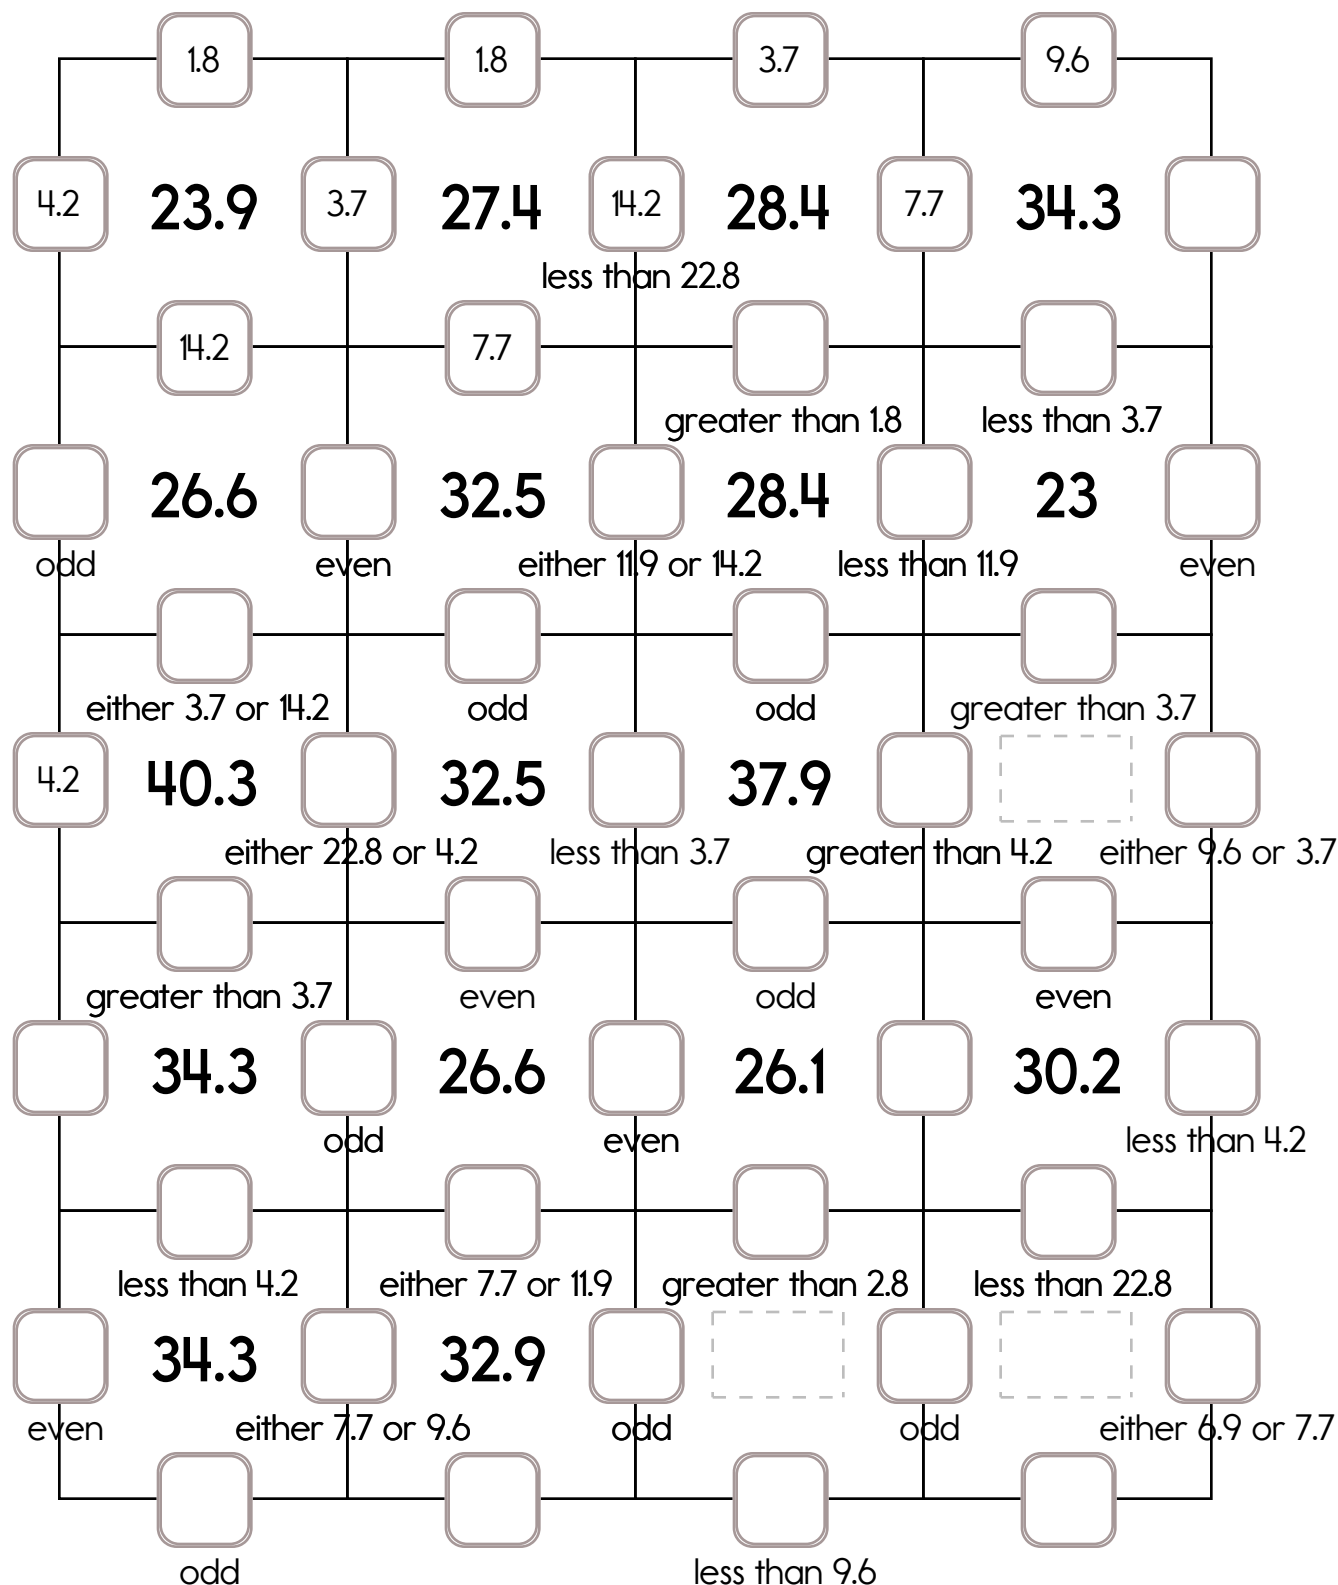 1.8 1.8 3.7 9.6
4.2 23.9 3.7 27.4 14.2 28.4 7.7 34.3
less than 22.8
14.2 7.7
greater than 1.8 less than 3.7
26.6 32.5 28.4 23
odd even either 11.9 or 14.2 less than 11.9 even
either 3.7 or 14.2 odd odd greater than 3.7
4.2 40.3 32.5 37.9
either 22.8 or 4.2 less than 3.7 greater than 4.2 either 9.6 or 3.7
greater than 3.7 even odd even
34.3 26.6 26.1 30.2
odd even less than 4.2
less than 4.2 either 7.7 or 11.9 greater than 2.8 less than 22.8
34.3 32.9
even either 7.7 or 9.6 odd odd either 6.9 or 7.7
odd less than 9.6